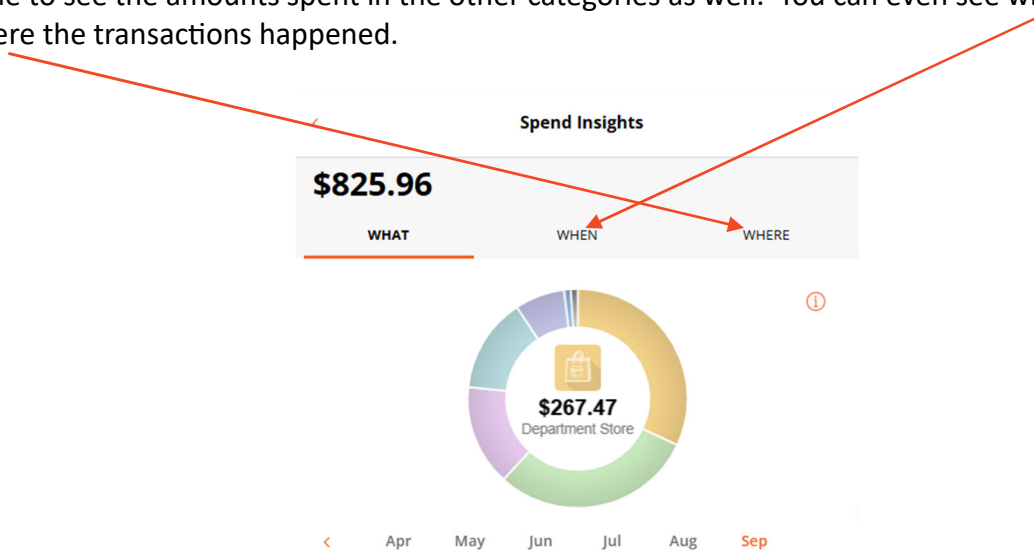 to see the amounts spent in the other categories as well. You can even see
the transactions happened.
Spend Insights
$825.96
WHAT WHEN WHERE
$267.47
Department Store
< Apr May Jun Jul Aug Sep